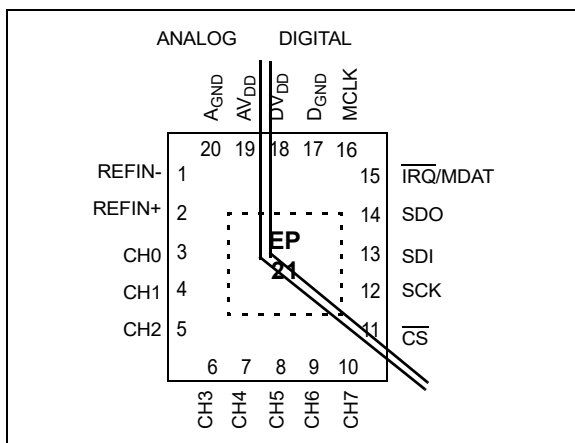 ANALOG DIGITAL
AGND AVDD DVDD DGND MCLK
20 19 18 17 16
REFIN- 1 15 IRQ/MDAT
REFIN+ 2 14 SDO
EP
CH0 3 13 SDI
21
CH1 4 12 SCK
CH2 5 11 CS
6 7 8 9 10
CH3 CH4 CH5 CH6 CH7